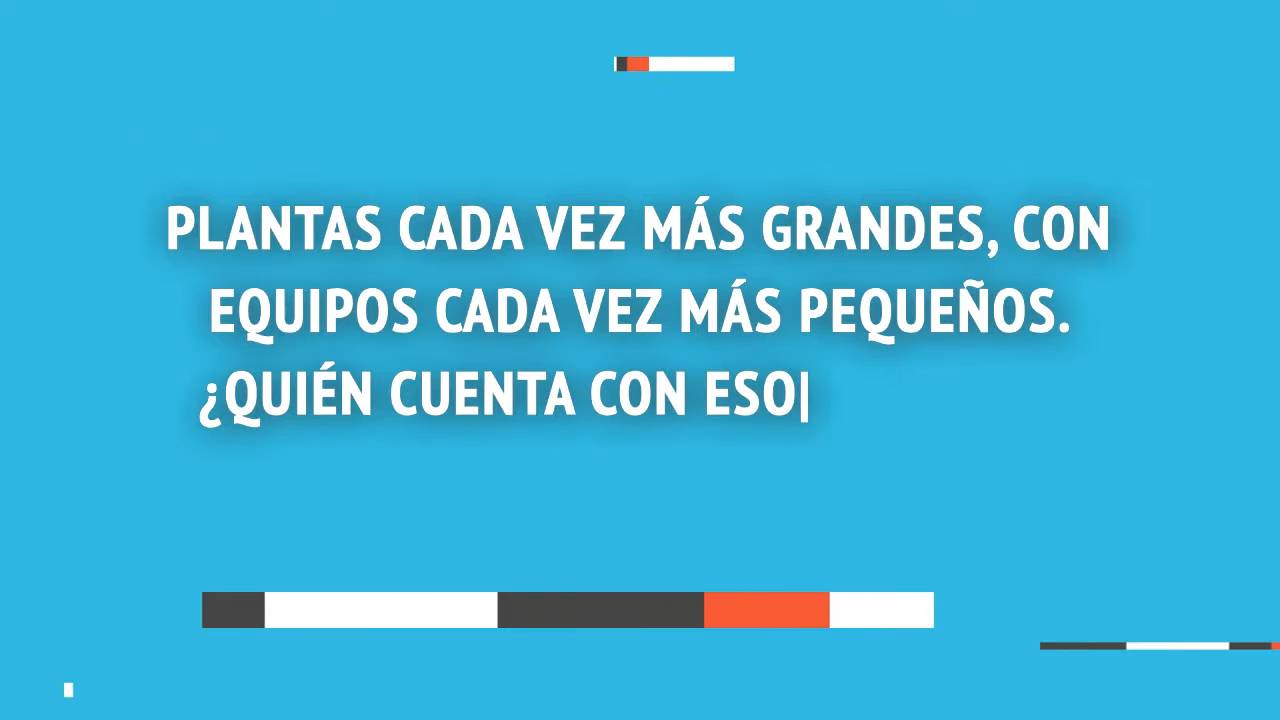 PLANTAS CADA VEZ MÁS GRANDES, CON
EQUIPOS CADA VEZ MÁS PEQUEÑOS.
¿QUIÉN CUENTA CON ESO|